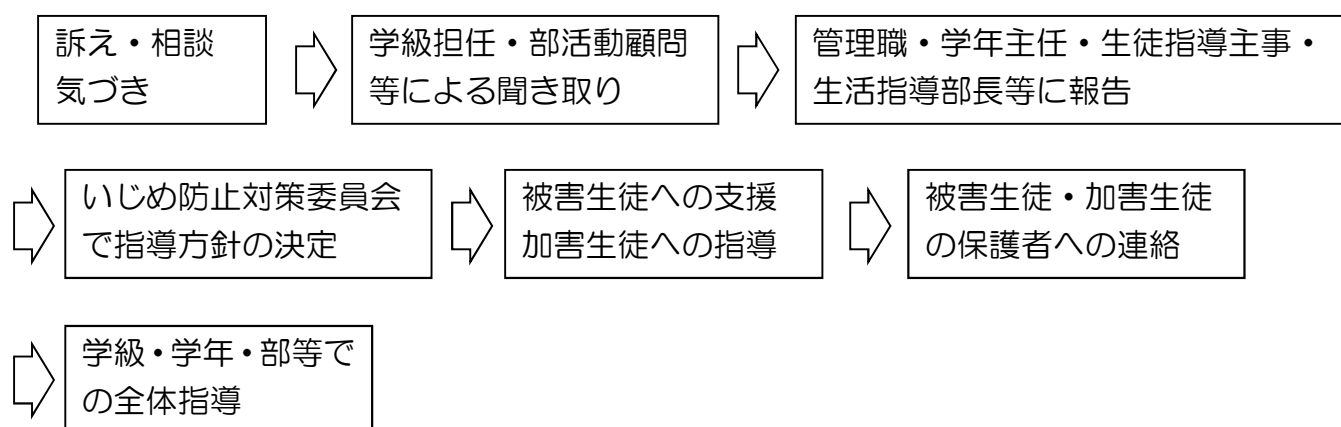 訴え・相談
気づき
学級担任・部活動顧問
等による聞き取り
管理職・学年主任・生徒指導主事・
生活指導部長等に報告
いじめ防止対策委員会
で指導方針の決定
被害生徒への支援
加害生徒への指導
被害生徒・加害生徒
の保護者への連絡
学級・学年・部等で
の全体指導